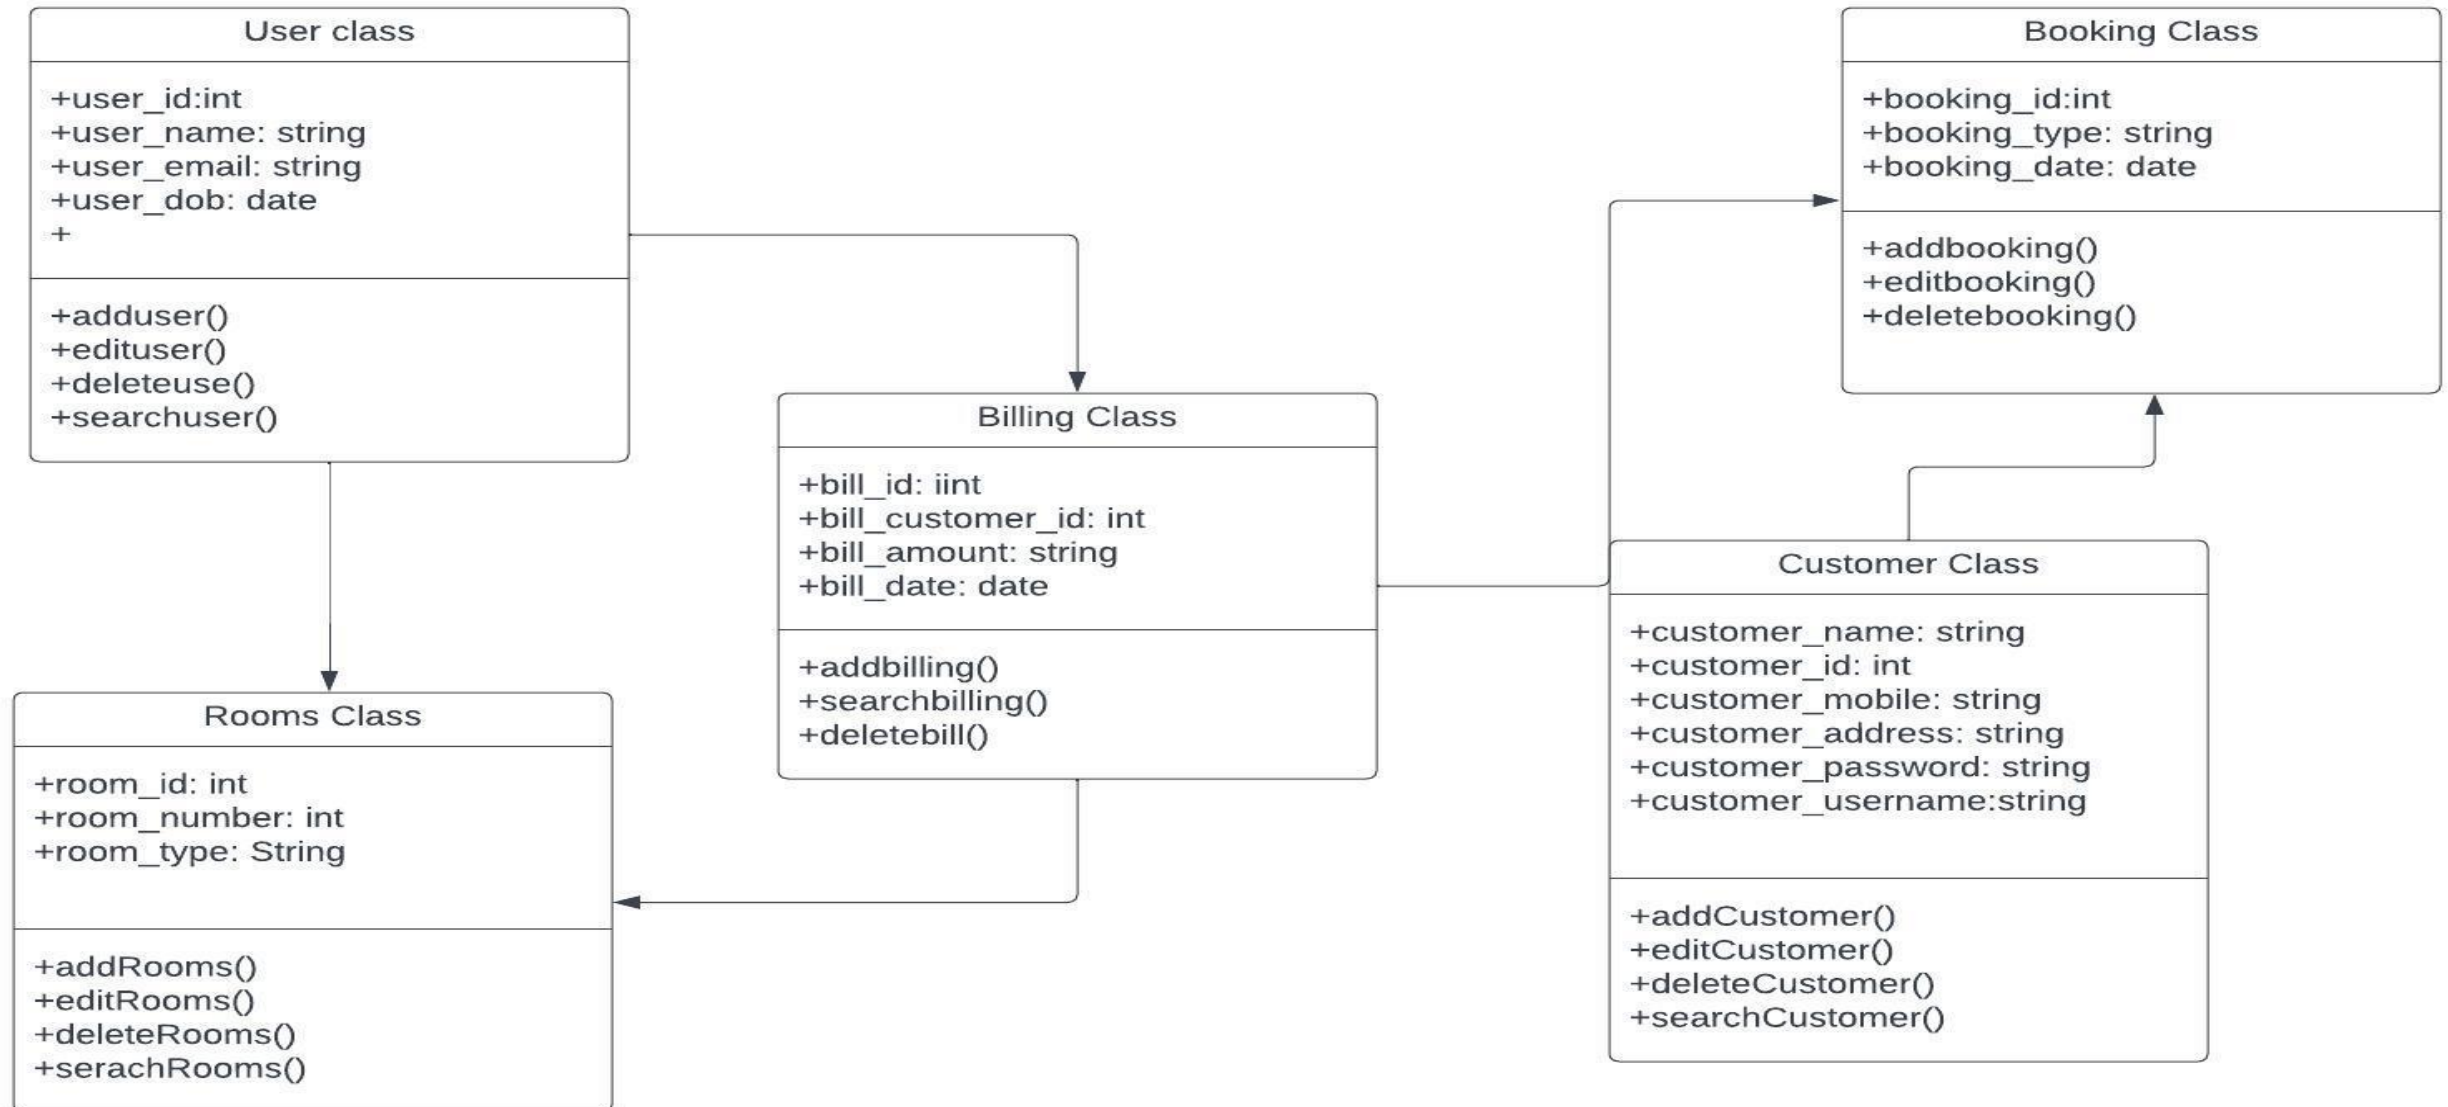 User class
+user_id:int
+user_name: string
+user_email: string
+user_dob: date
+
+adduser()
+edituser()
+deleteuse()
+searchuser()
Booking Class
+booking_id:int
+booking_type: string
+booking_date: date
+addbooking()
+editbooking()
+deletebooking()
Billing Class
+bill_id: iint
+bill_customer_id: int
+bill_amount: string
+bill_date: date
+addbilling()
+searchbilling()
+deletebill()
Customer Class
+customer_name: string
+customer_id: int
+customer_mobile: string
+customer_address: string
+customer_password: string
+customer_username:string
+addCustomer()
+editCustomer()
+deleteCustomer()
+searchCustomer()
Rooms Class
+room_id: int
+room_number: int
+room_type: String
+addRooms()
+editRooms()
+deleteRooms()
+serachRooms()